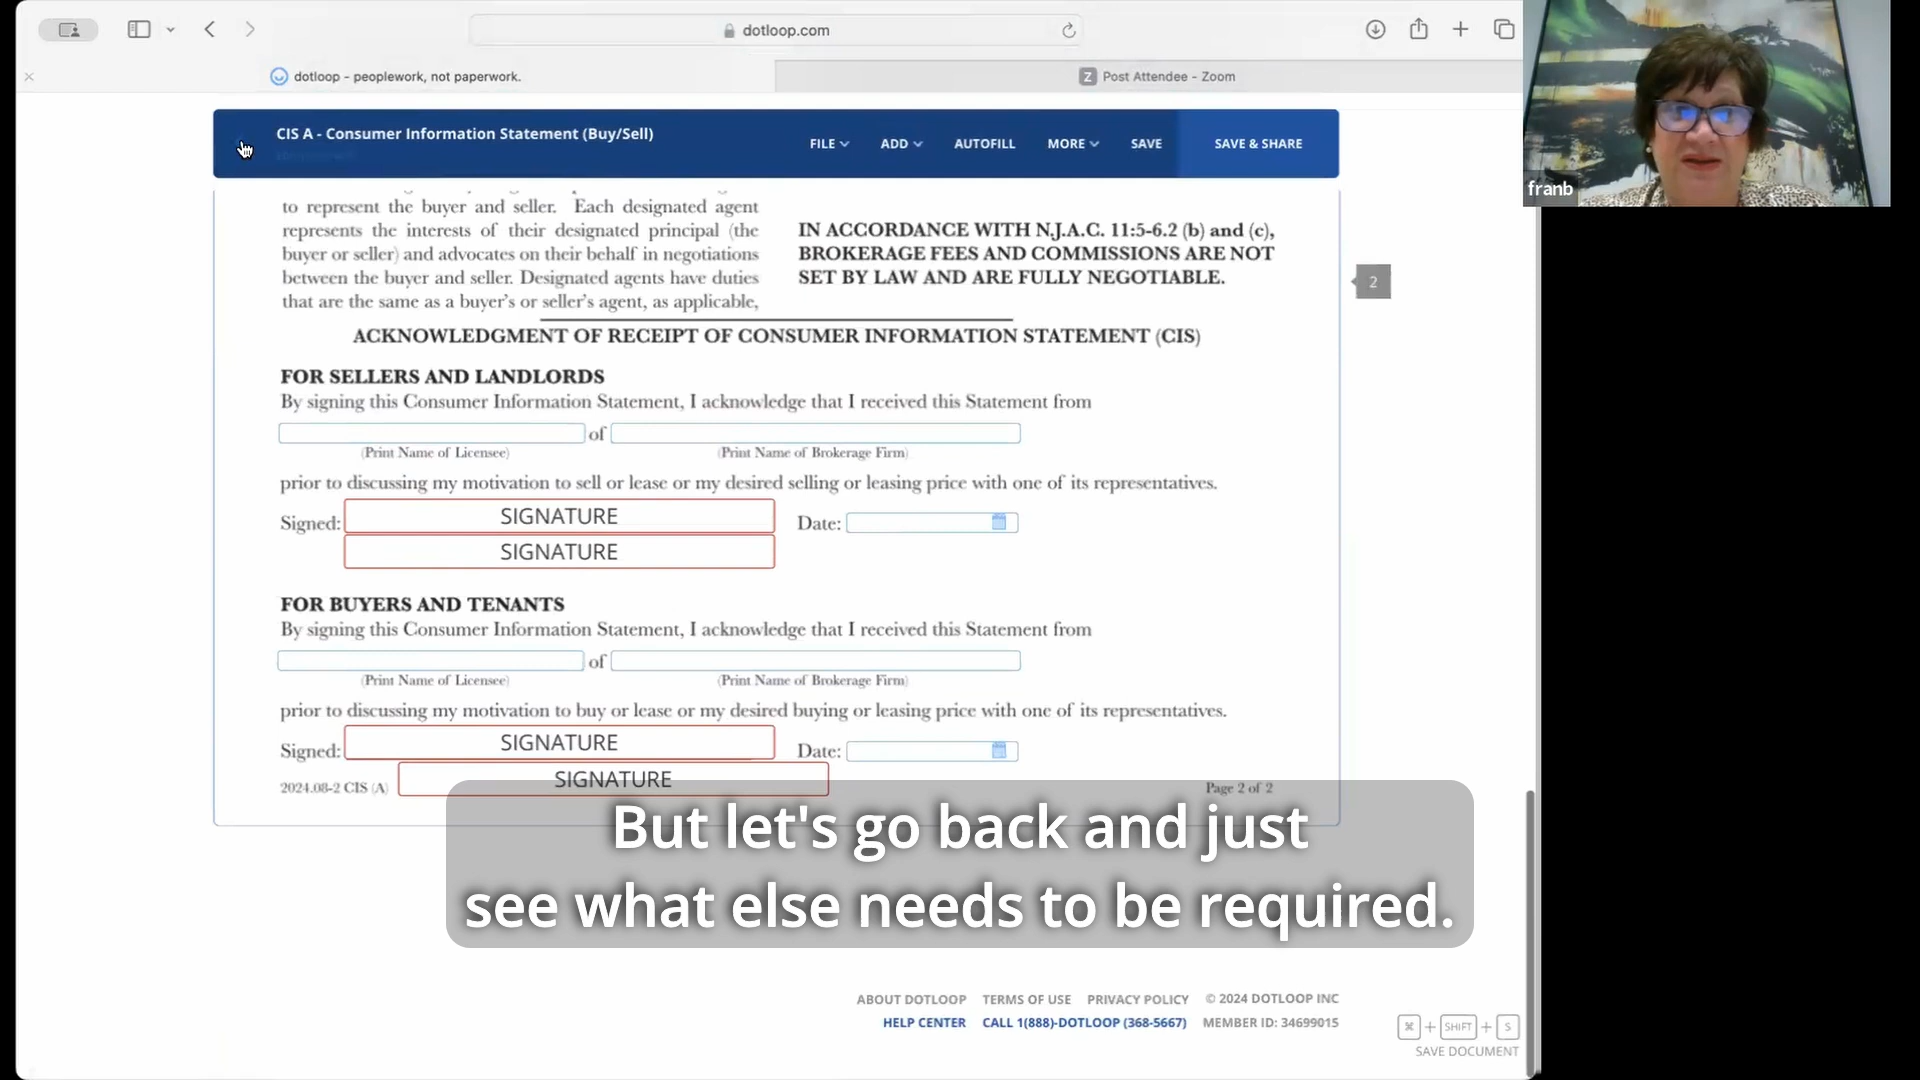 dotloop.com
dotloop - peoplework, not paperwork.
Z Post Attendee - Zoom
CIS A - Consumer Information Statement (Buy/Sell)
FILE
ADD
AUTOFILL
MORE
SAVE
SAVE & SHARE
franb
to represent the buyer and seller. Each designated agent
represents the interests of their designated principal (the
buyer or seller) and advocates on their behalf in negotiations
between the buyer and seller. Designated agents have duties
that are the same as a buyer's or seller's agent, as applicable,
IN ACCORDANCE WITH N.J.A.C. 11:5-6.2 (b) and (c),
BROKERAGE FEES AND COMMISSIONS ARE NOT
SET BY LAW AND ARE FULLY NEGOTIABLE.
2
ACKNOWLEDGMENT OF RECEIPT OF CONSUMER INFORMATION STATEMENT (CIS)
FOR SELLERS AND LANDLORDS
By signing this Consumer Information Statement, I acknowledge that I received this Statement from
of
(Print Name of Licensee) (Print Name of Brokerage Firm)
prior to discussing my motivation to sell or lease or my desired selling or leasing price with one of its representatives.
Signed: SIGNATURE Date:
SIGNATURE
FOR BUYERS AND TENANTS
By signing this Consumer Information Statement, I acknowledge that I received this Statement from
of
(Print Name of Licensee) (Print Name of Brokerage Firm)
prior to discussing my motivation to buy or lease or my desired buying or leasing price with one of its representatives.
Signed: SIGNATURE Date:
2024.08-2 CIS (A) SIGNATURE Page 2 of 2
But let's go back and just
see what else needs to be required.
ABOUT DOTLOOP TERMS OF USE PRIVACY POLICY © 2024 DOTLOOP INC
HELP CENTER CALL 1(888)-DOTLOOP (368-5667) MEMBER ID: 34699015
⌘ + SHIFT + S
SAVE DOCUMENT